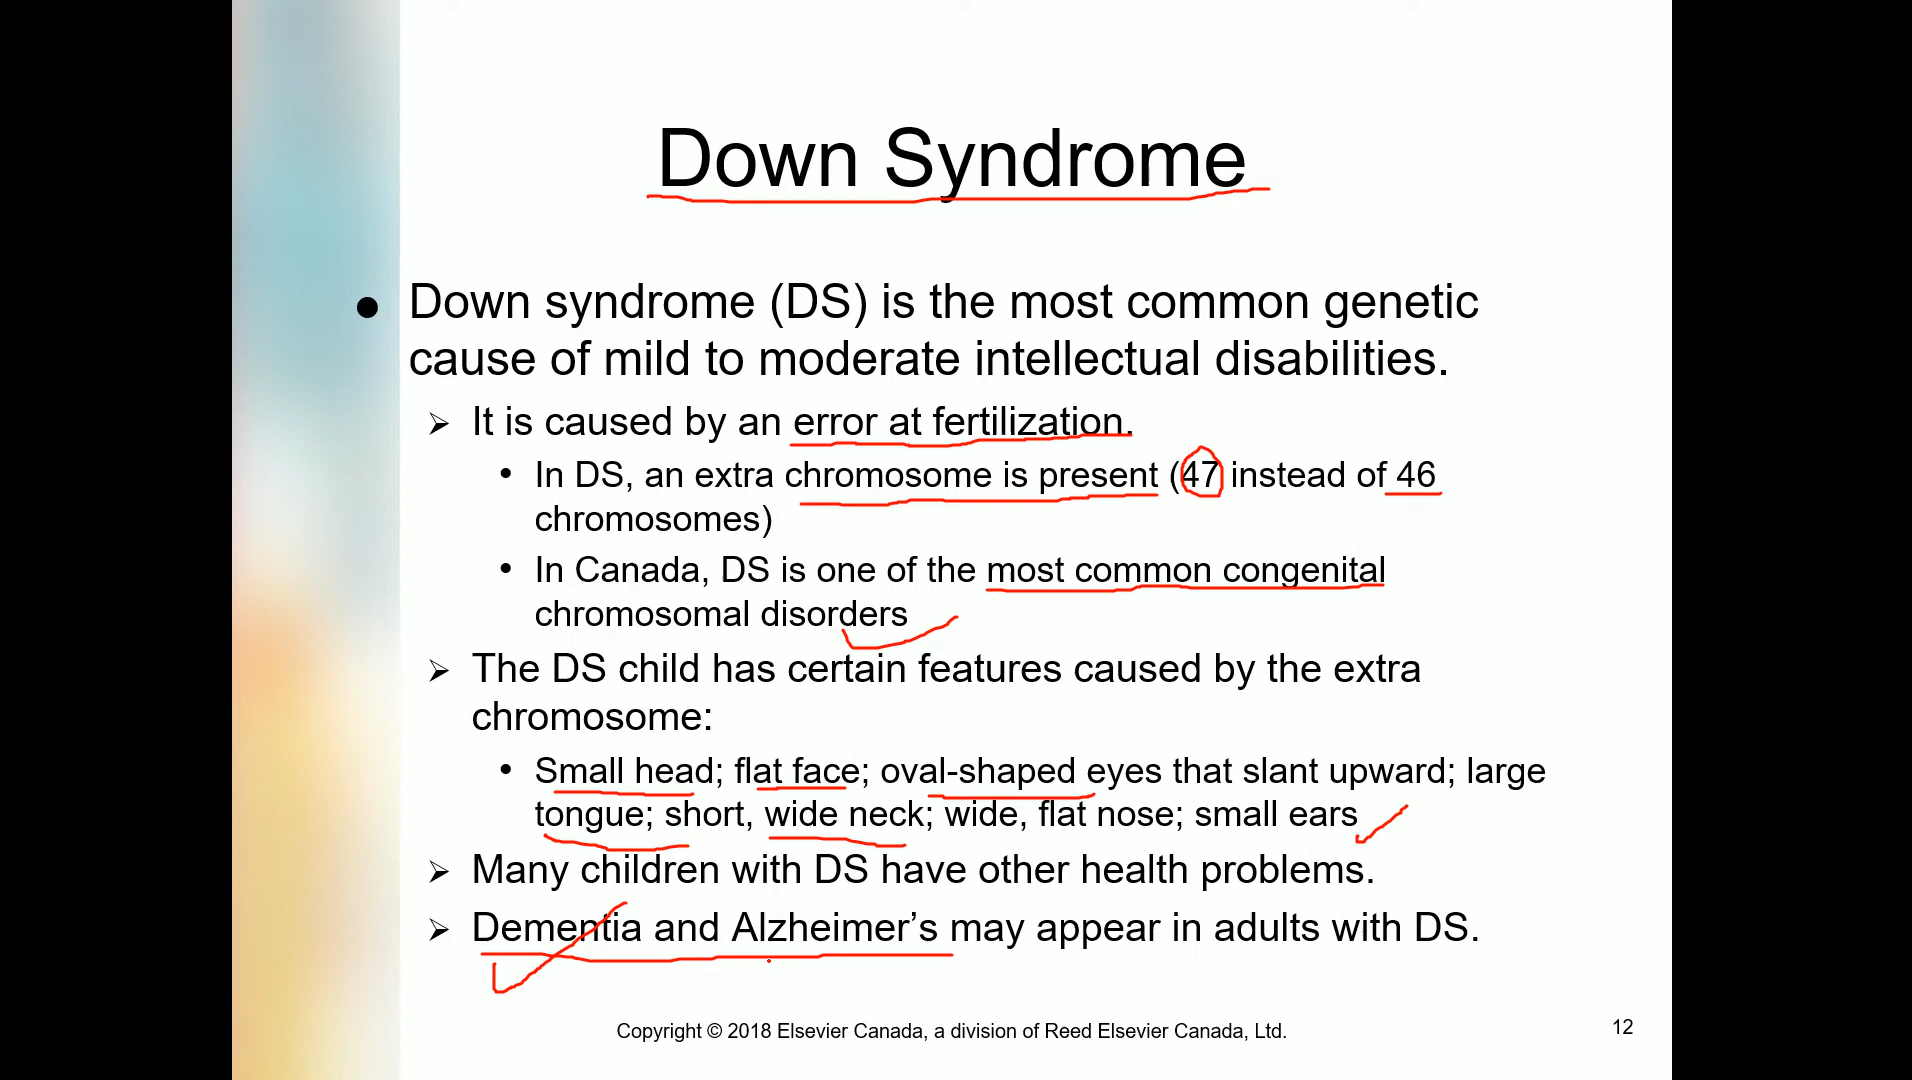 Down Syndrome
● Down syndrome (DS) is the most common genetic
cause of mild to moderate intellectual disabilities.
➢ It is caused by an error at fertilization.
• In DS, an extra chromosome is present (47 instead of 46
chromosomes)
• In Canada, DS is one of the most common congenital
chromosomal disorders
➢ The DS child has certain features caused by the extra
chromosome:
• Small head; flat face; oval-shaped eyes that slant upward; large
tongue; short, wide neck; wide, flat nose; small ears
➢ Many children with DS have other health problems.
➢ Dementia and Alzheimer’s may appear in adults with DS.
Copyright © 2018 Elsevier Canada, a division of Reed Elsevier Canada, Ltd.
12